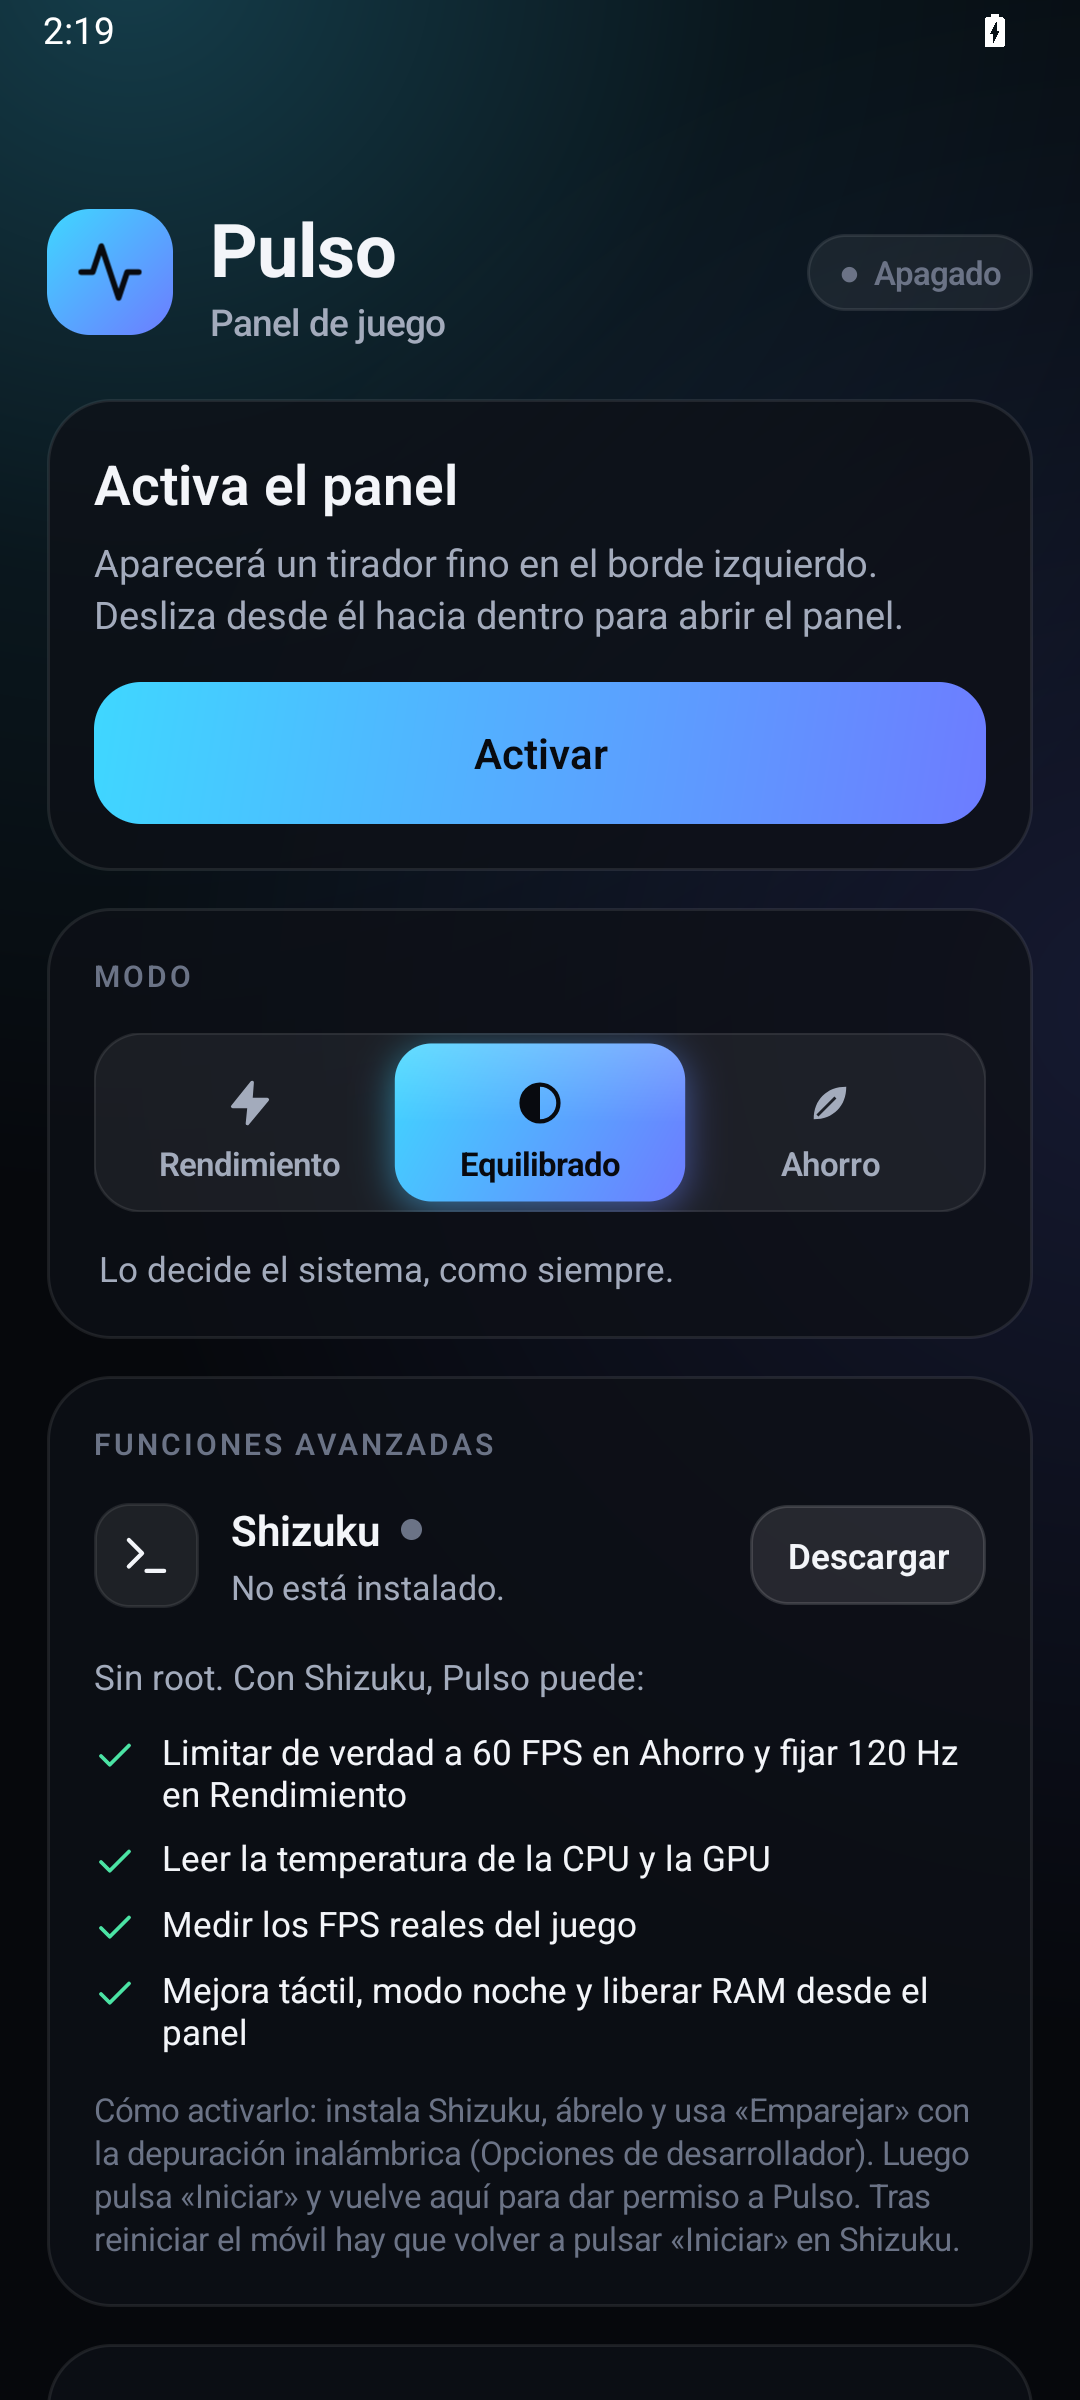 2:19
Pulso
Panel de juego
Apagado
Activa el panel
Aparecerá un tirador fino en el borde izquierdo.
Desliza desde él hacia dentro para abrir el panel.
Activar
MODO
Rendimiento
Equilibrado
Ahorro
Lo decide el sistema, como siempre.
FUNCIONES AVANZADAS
Shizuku
No está instalado.
Descargar
Sin root. Con Shizuku, Pulso puede:
Limitar de verdad a 60 FPS en Ahorro y fijar 120 Hz
en Rendimiento
Leer la temperatura de la CPU y la GPU
Medir los FPS reales del juego
Mejora táctil, modo noche y liberar RAM desde el
panel
Cómo activarlo: instala Shizuku, ábrelo y usa «Emparejar» con
la depuración inalámbrica (Opciones de desarrollador). Luego
pulsa «Iniciar» y vuelve aquí para dar permiso a Pulso. Tras
reiniciar el móvil hay que volver a pulsar «Iniciar» en Shizuku.